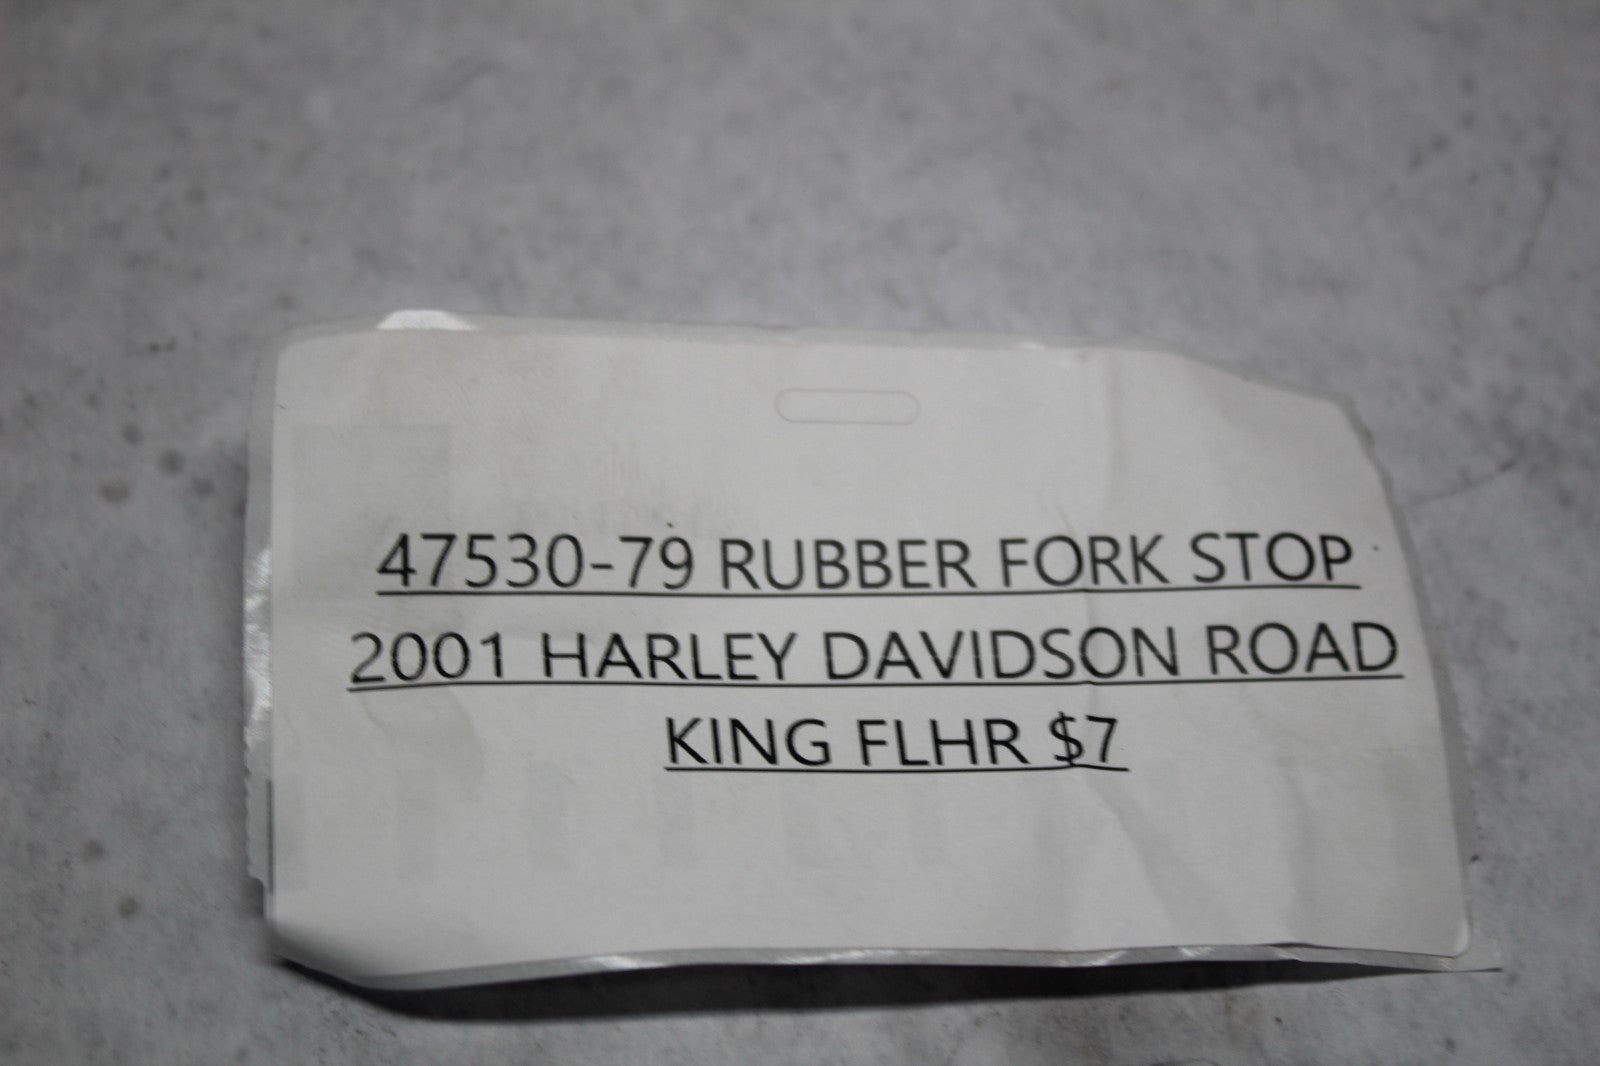 47530-79 RUBBER FORK STOP
2001 HARLEY DAVIDSON ROAD
KING FLHR $7